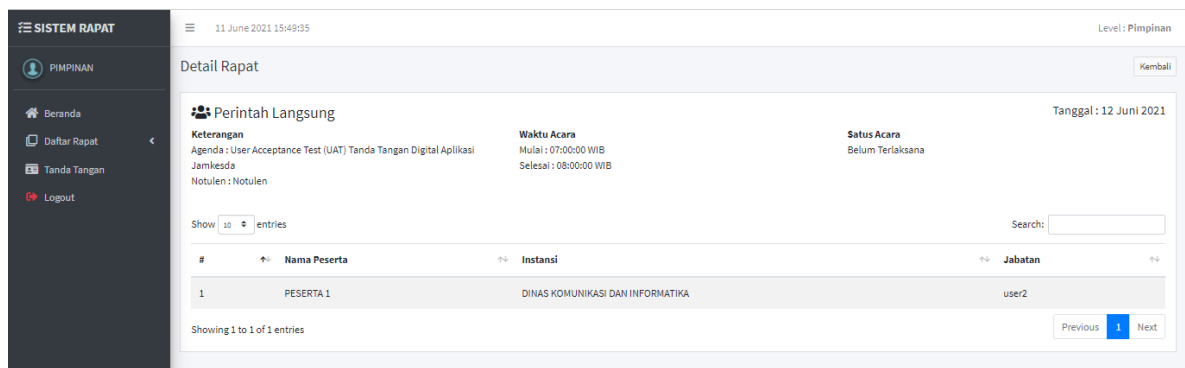 SISTEM RAPAT
11 June 2021 15:49:35
Level : Pimpinan
PIMPINAN
Detail Rapat
Kembali
Beranda
Daftar Rapat
Tanda Tangan
Logout
Perintah Langsung
Tanggal : 12 Juni 2021
Keterangan
Agenda : User Acceptance Test (UAT) Tanda Tangan Digital Aplikasi
Jamkesda
Notulen : Notulen
Waktu Acara
Mulai : 07:00:00 WIB
Selesai : 08:00:00 WIB
Satus Acara
Belum Terlaksana
Show 10 entries
Search:
# Nama Peserta Instansi Jabatan
1 PESERTA 1 DINAS KOMUNIKASI DAN INFORMATIKA user2
Showing 1 to 1 of 1 entries
Previous 1 Next